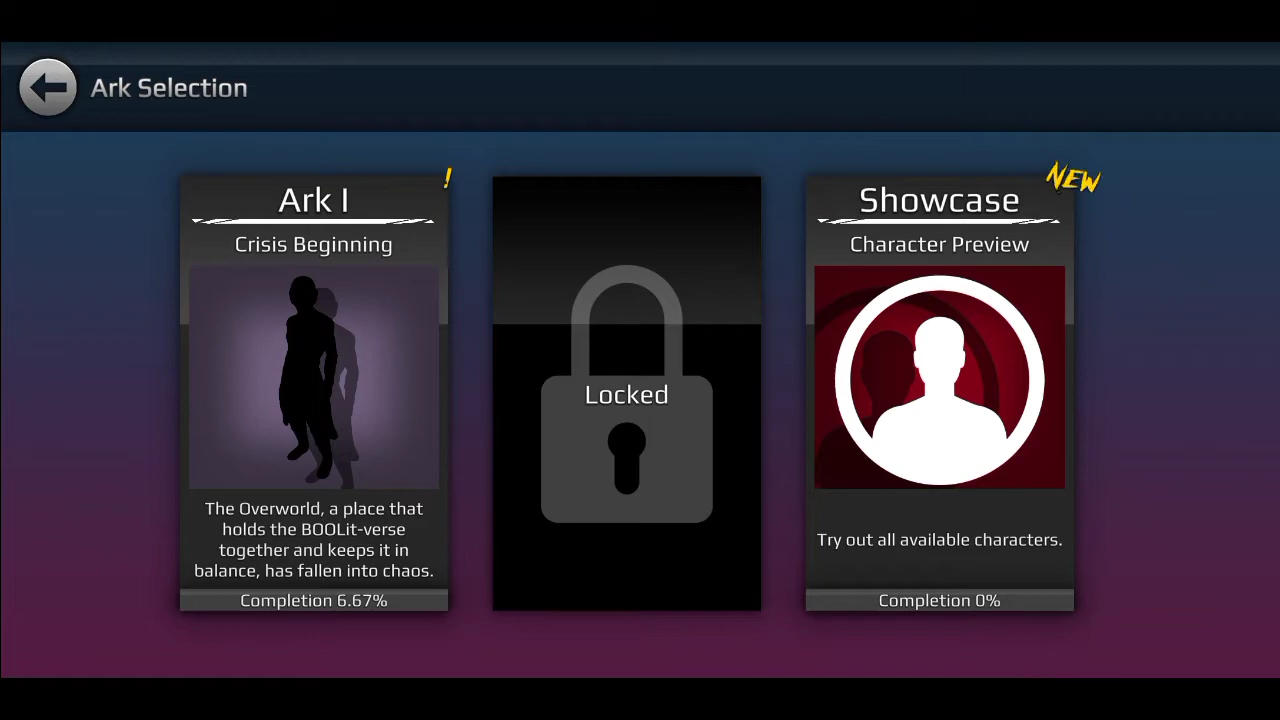 Ark Selection
Ark I
!
Crisis Beginning
The Overworld, a place that
holds the BOOLit-verse
together and keeps it in
balance, has fallen into chaos.
Completion 6.67%
Locked
Showcase
NEW
Character Preview
Try out all available characters.
Completion 0%